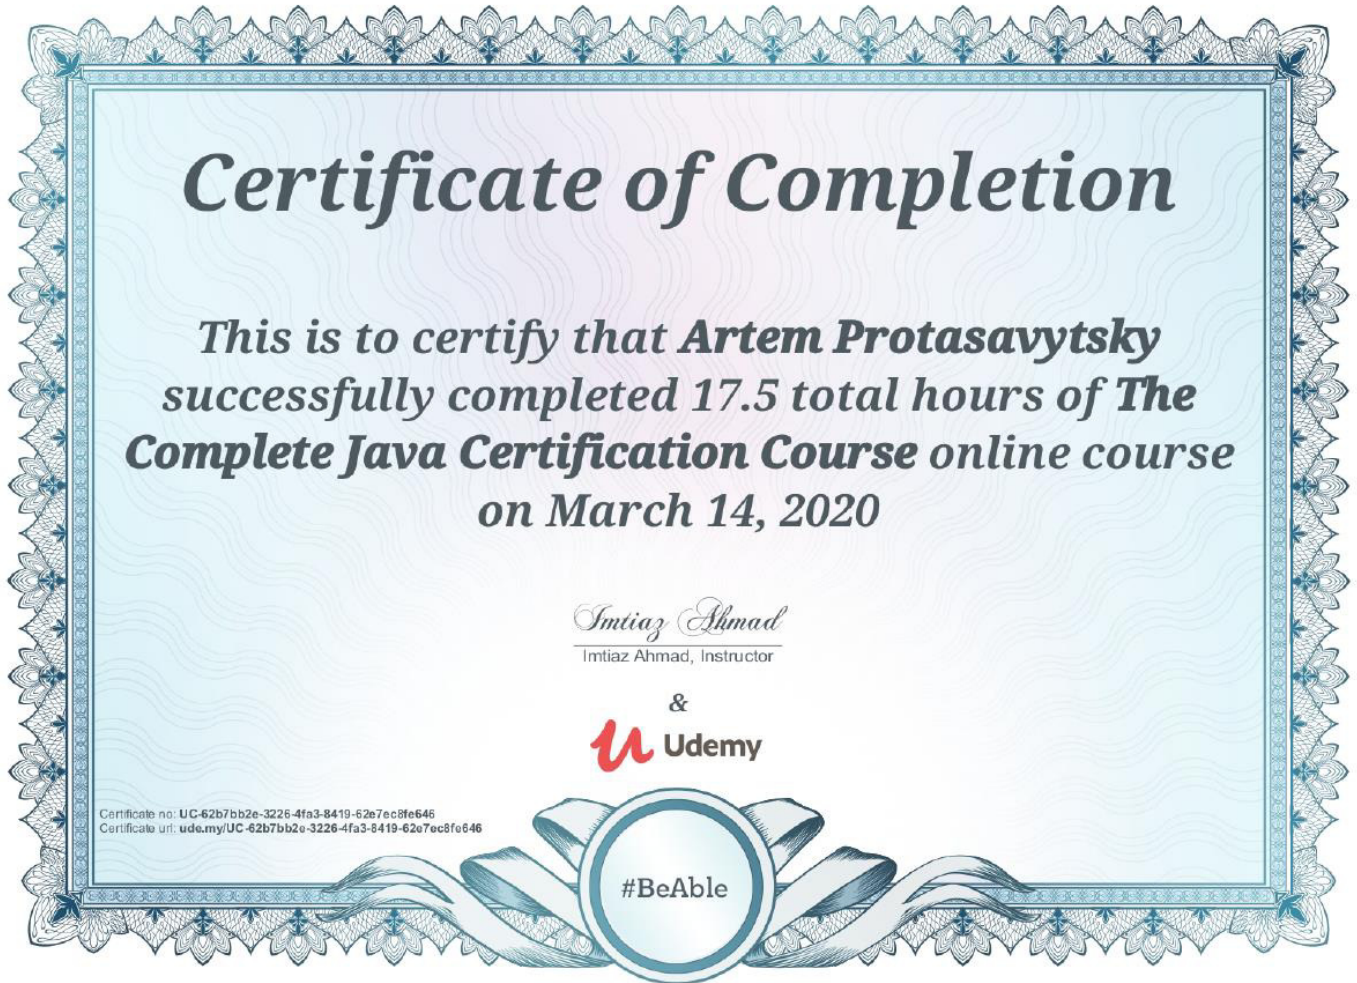 Certificate of Completion
This is to certify that Artem Protasavytsky
successfully completed 17.5 total hours of The
Complete Java Certification Course online course
on March 14, 2020
Imtiaz Ahmad
Imtiaz Ahmad, Instructor
&
Udemy
Certificate no: UC-62b7bb2e-3226-4fa3-8419-62e7ec8fe646
Certificate url: ude.my/UC-62b7bb2e-3226-4fa3-8419-62e7ec8fe646
#BeAble